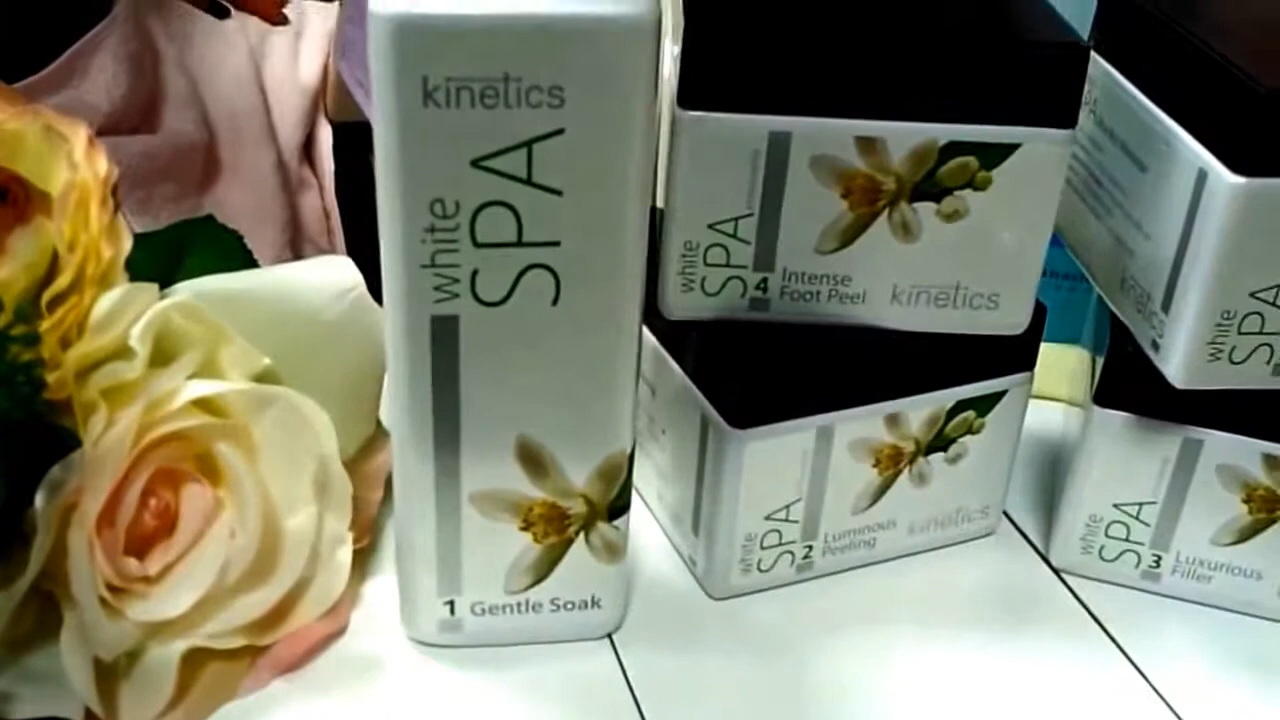 kinetics
white
SPA
1 Gentle Soak
white
SPA
4 Intense
Foot Peel
kinetics
white
SPA
2 Luminous
Peeling
kinetics
kinetics
white
SPA
white
SPA
3 Luxurious
Filler